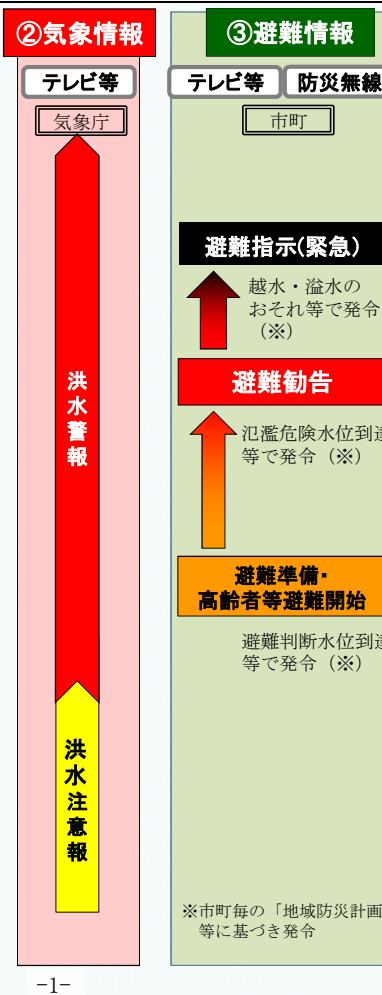 ②気象情報
テレビ等
気象庁
洪水警報
洪水注意報
③避難情報
テレビ等
防災無線
市町
避難指示(緊急)
越水・溢水の
おそれ等で発令
(※)
避難勧告
氾濫危険水位到達
等で発令(※)
避難準備・
高齢者等避難開始
避難判断水位到達
等で発令(※)
※市町毎の「地域防災計画
等に基づき発令
-1-